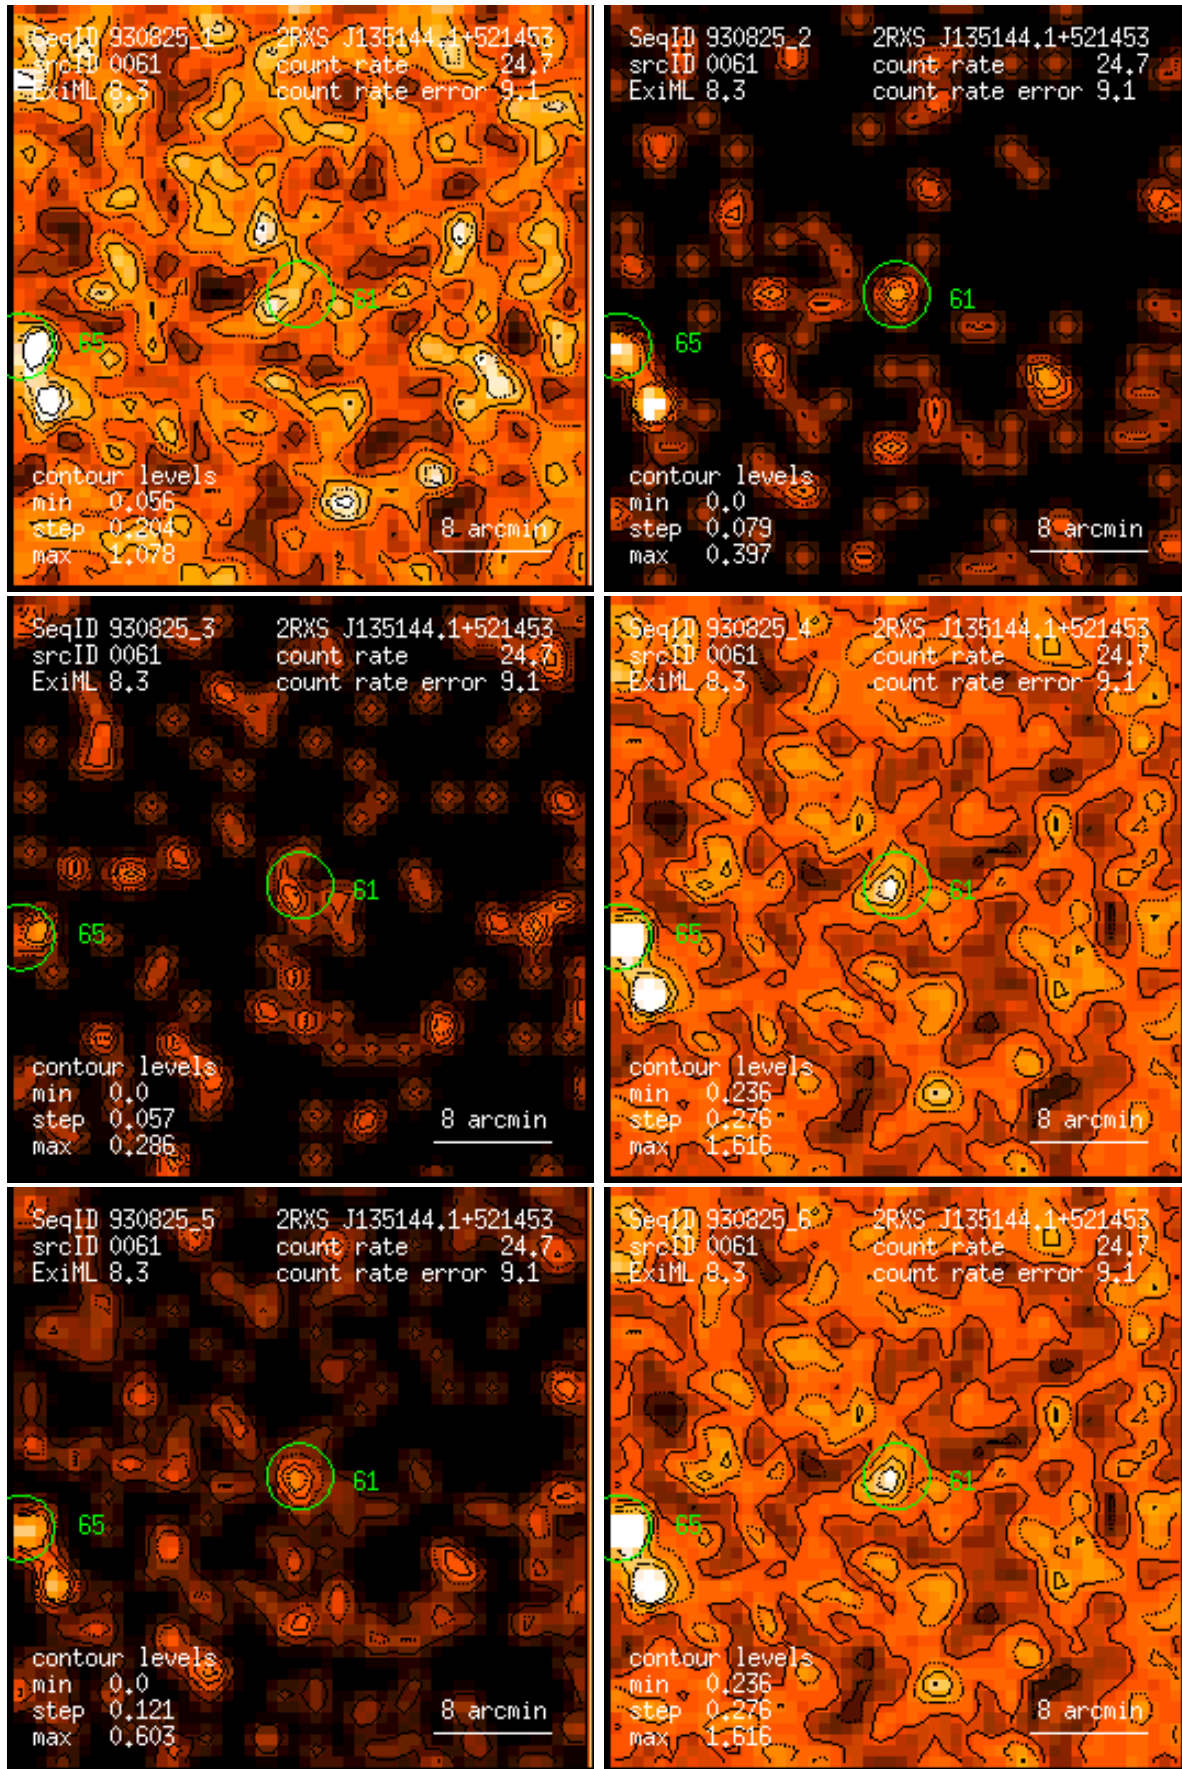 SeqID 930825_1 2RXS J135144.1+521453
srcID 0061 count rate 24.7
ExiML 8.3 count rate error 9.1
61
65
contour levels
min 0.056
step 0.204 8 arcmin
max 1.078
SeqID 930825_2 2RXS J135144.1+521453
srcID 0061 count rate 24.7
ExiML 8.3 count rate error 9.1
61
65
contour levels
min 0.0
step 0.079 8 arcmin
max 0.397
SeqID 930825_3 2RXS J135144.1+521453
srcID 0061 count rate 24.7
ExiML 8.3 count rate error 9.1
61
65
contour levels
min 0.0
step 0.057 8 arcmin
max 0.286
SeqID 930825_4 2RXS J135144.1+521453
srcID 0061 count rate 24.7
ExiML 8.3 count rate error 9.1
61
65
contour levels
min 0.236
step 0.276 8 arcmin
max 1.616
SeqID 930825_5 2RXS J135144.1+521453
srcID 0061 count rate 24.7
ExiML 8.3 count rate error 9.1
61
65
contour levels
min 0.0
step 0.121 8 arcmin
max 0.603
SeqID 930825_6 2RXS J135144.1+521453
srcID 0061 count rate 24.7
ExiML 8.3 count rate error 9.1
61
65
contour levels
min 0.236
step 0.276 8 arcmin
max 1.616